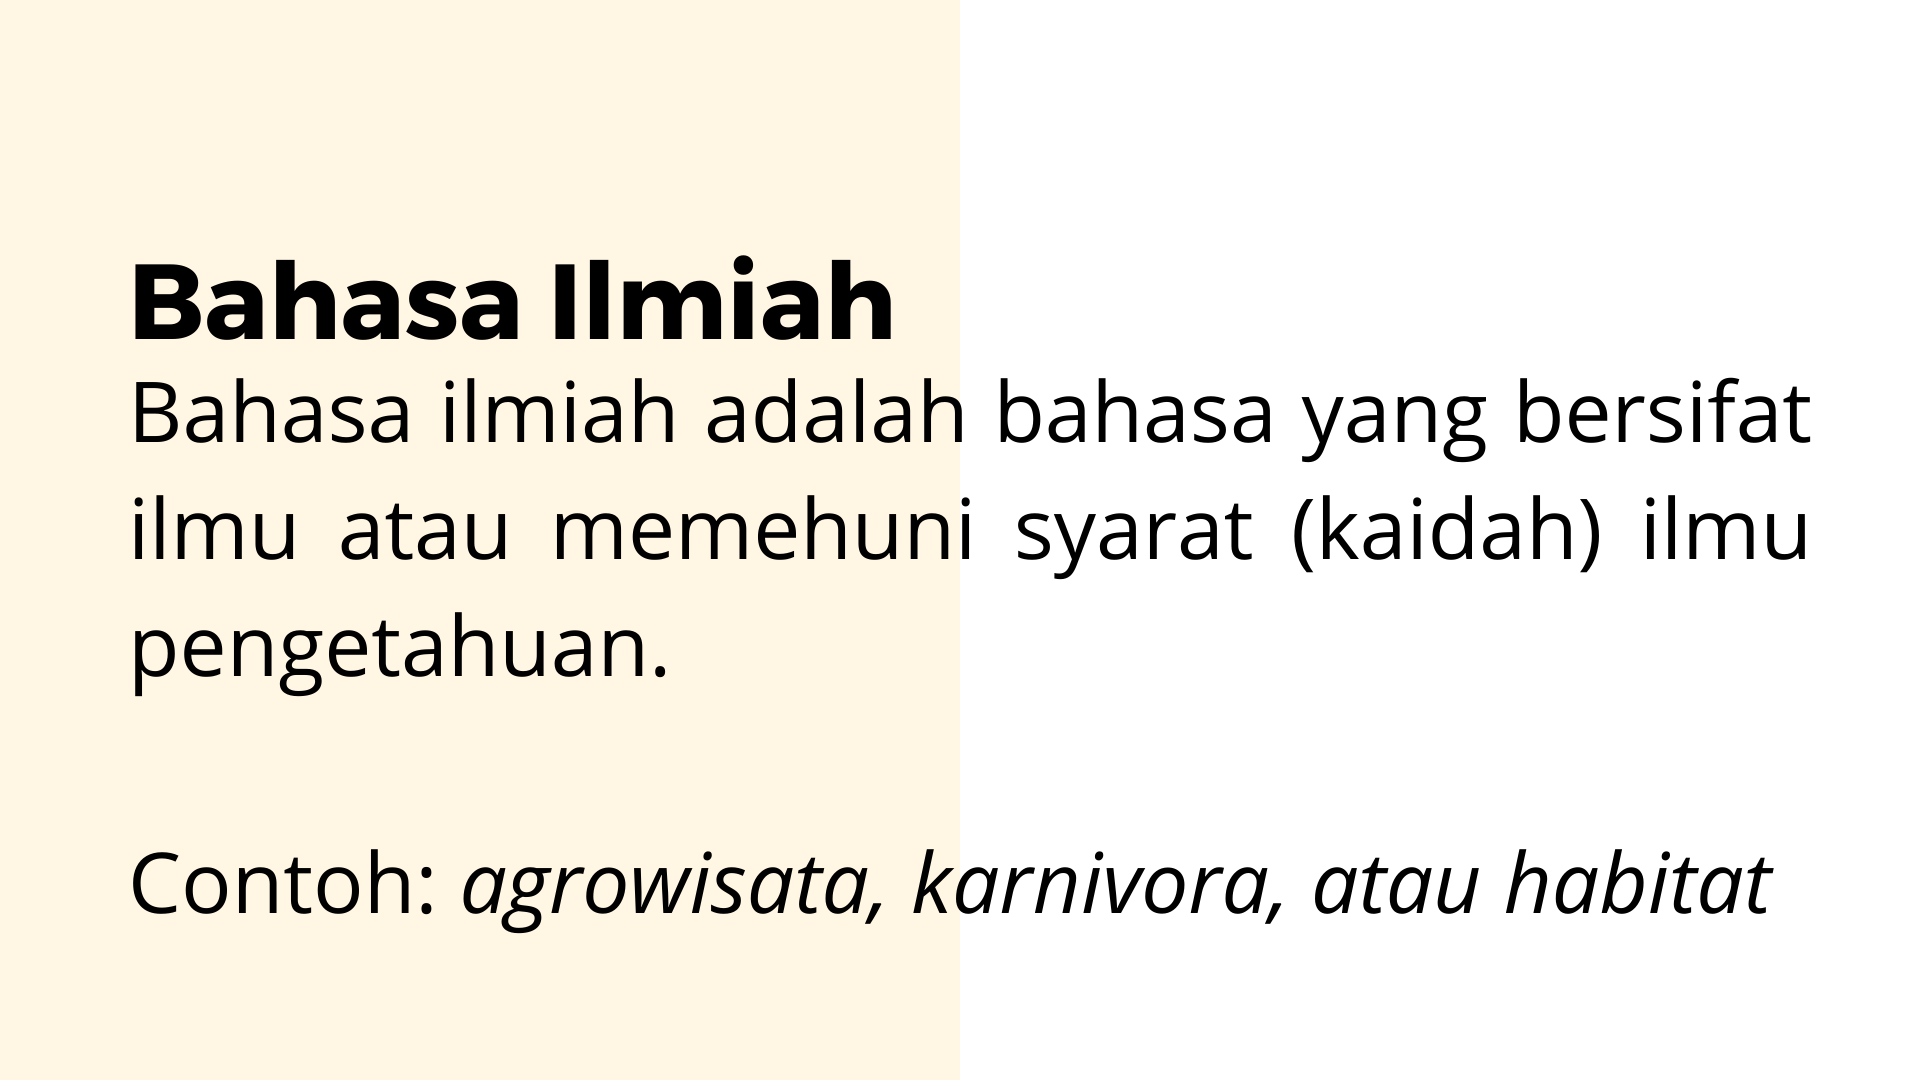 Bahasa Ilmiah
Bahasa ilmiah adalah bahasa yang bersifat
ilmu atau memehuni syarat (kaidah) ilmu
pengetahuan.
Contoh: agrowisata, karnivora, atau habitat